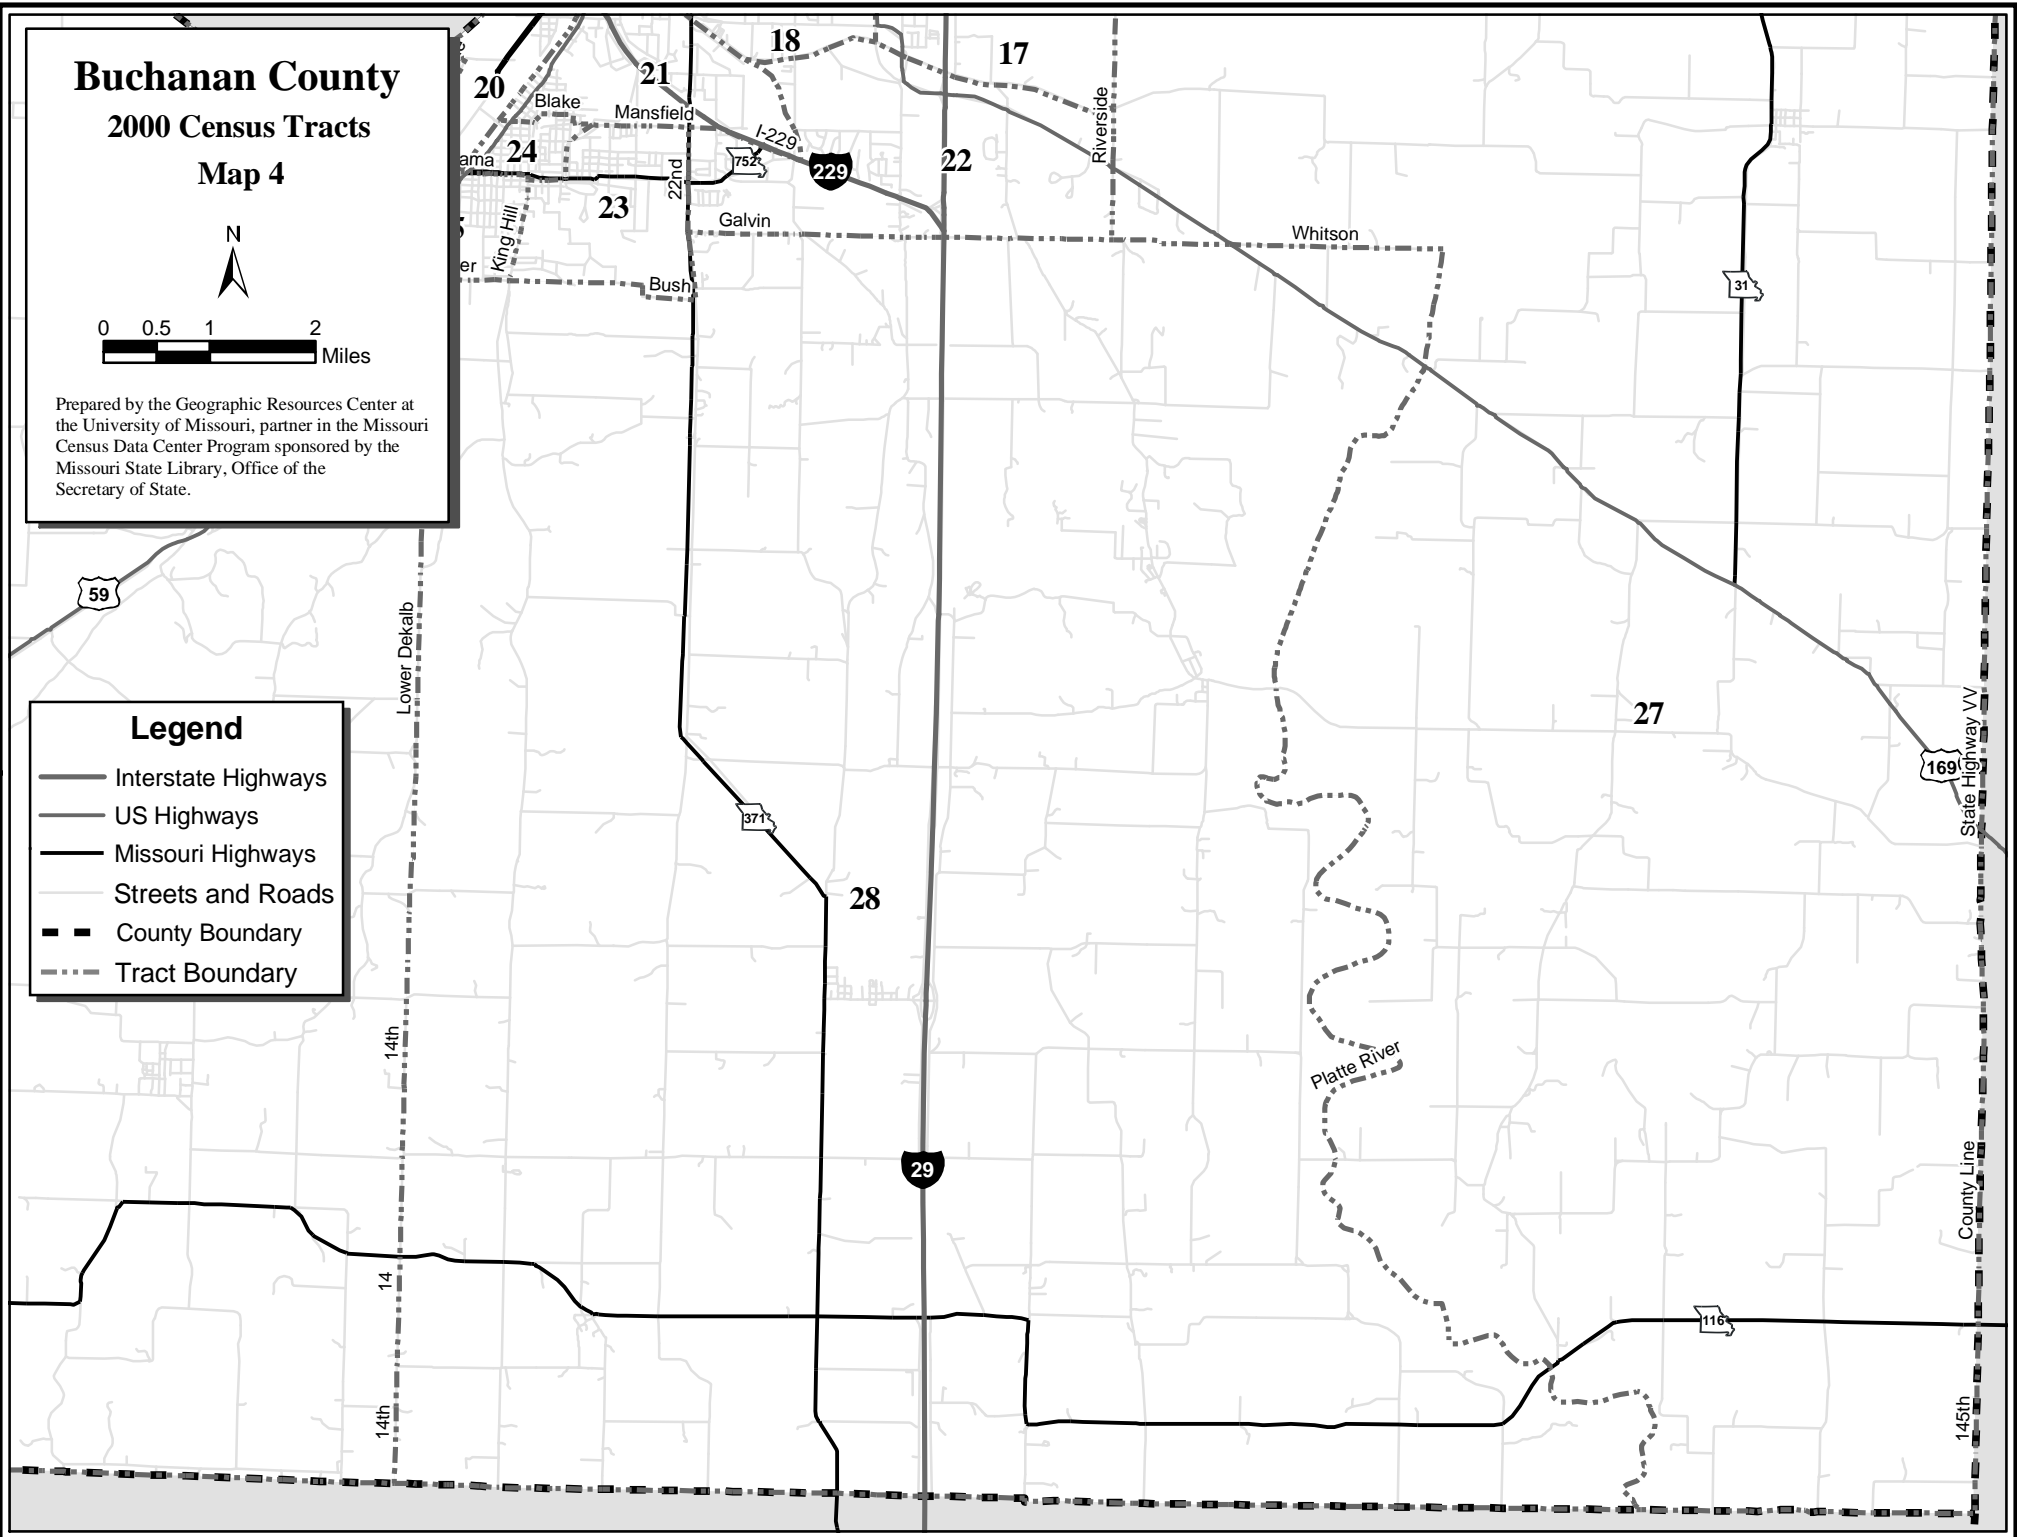 Buchanan County
2000 Census Tracts
Map 4
N
0 0.5 1 2
Miles
Prepared by the Geographic Resources Center at
the University of Missouri, partner in the Missouri
Census Data Center Program sponsored by the
Missouri State Library, Office of the
Secretary of State.
18
17
21
20
Blake
Mansfield
I-229
Riverside
ama
24
752
229
22
22nd
23
King Hill
Galvin
Whitson
er
Bush
31
59
Lower Dekalb
27
State Highway VV
169
Legend
Interstate Highways
US Highways
Missouri Highways
Streets and Roads
County Boundary
Tract Boundary
371
28
14th
Platte River
29
County Line
14
116
14th
145th